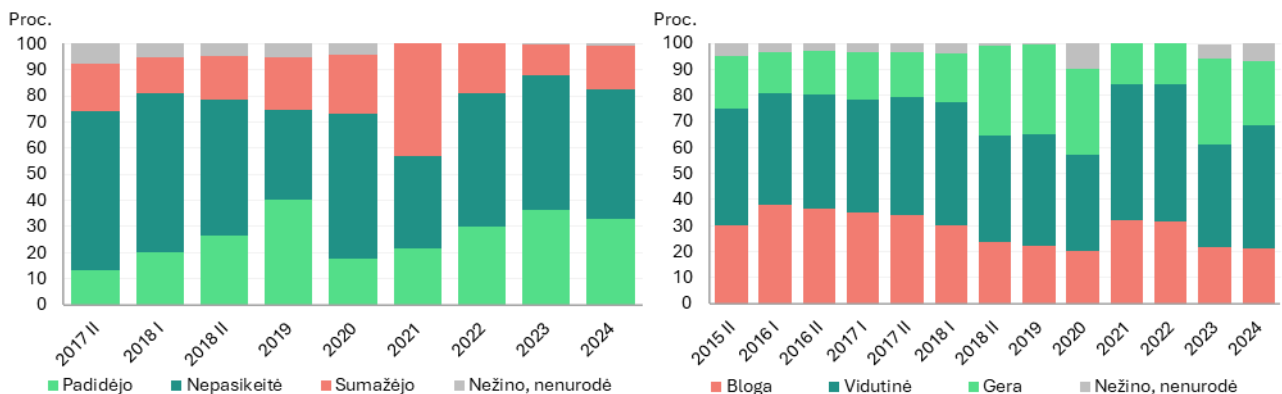 Proc.
100
90
80
70
60
50
40
30
20
10
0
2017 II
2018 I
2018 II
2019
2020
2021
2022
2023
2024
Padidėjo
Nepasikeitė
Sumažėjo
Nežino, nenurodė
Proc.
100
90
80
70
60
50
40
30
20
10
0
2015 II
2016 I
2016 II
2017 I
2017 II
2018 I
2018 II
2019
2020
2021
2022
2023
2024
Bloga
Vidutinė
Gera
Nežino, nenurodė